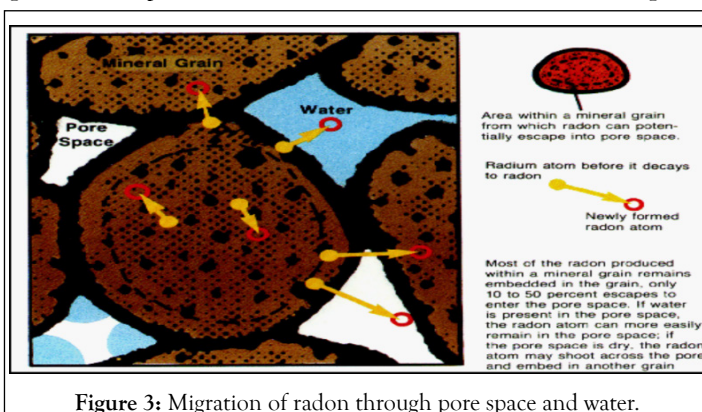 Mineral Grain
Water
Pore
Space
Area within a mineral grain
from which radon can poten-
tially escape into pore space.
Radium atom before it decays
to radon
Newly formed
radon atom
Most of the radon produced
within a mineral grain remains
embedded in the grain, only
10 to 50 percent escapes to
enter the pore space. If water
is present in the pore space,
the radon atom can more easily
remain in the pore space; if
the pore space is dry, the radon
atom may shoot across the pore
and embed in another grain
Figure 3: Migration of radon through pore space and water.